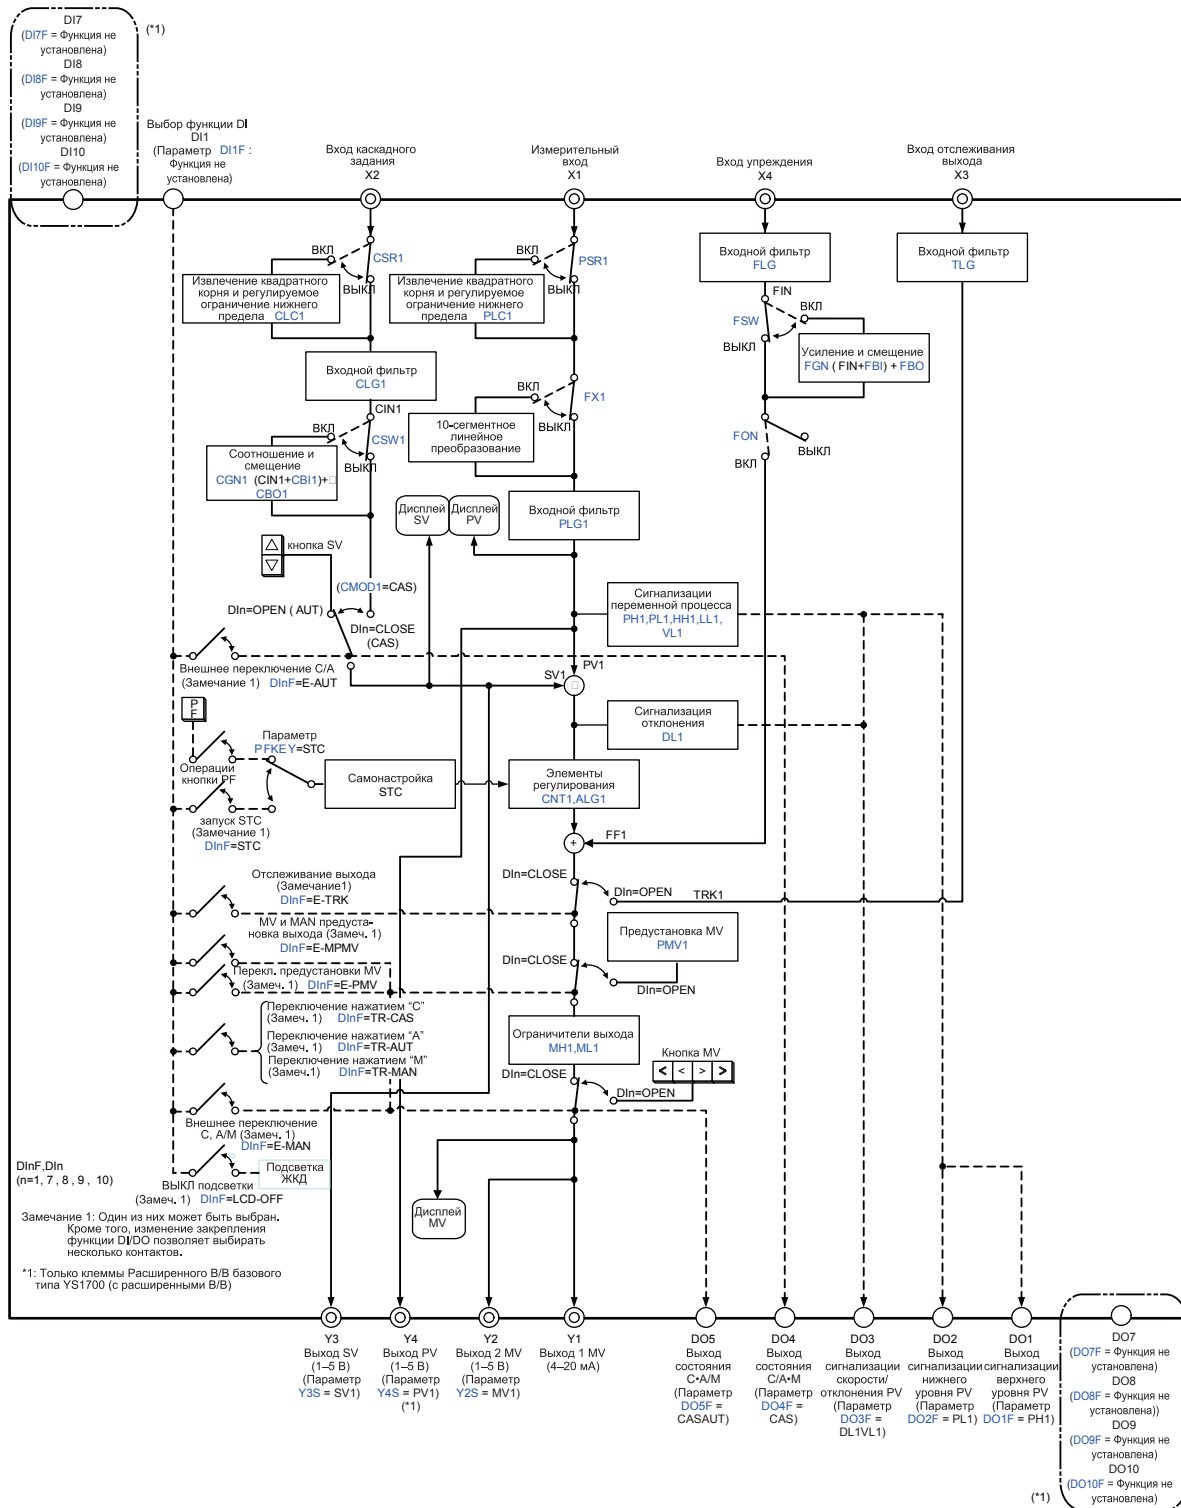 DI7
(DI7F = Функция не
установлена)
DI8
(DI8F = Функция не
установлена)
DI9
(DI9F = Функция не
установлена)
DI10
(DI10F = Функция не
установлена)
(*1)
Выбор функции DI
DI1
(Параметр DI1F :
Функция не
установлена)
Вход каскадного
задания
X2
Измерительный
вход
X1
Вход упреждения
X4
Вход отслеживания
выхода
X3
ВКЛ
CSR1
ВЫКЛ
Извлечение квадратного
корня и регулируемое
ограничение нижнего
предела CLC1
ВКЛ
PSR1
ВЫКЛ
Извлечение квадратного
корня и регулируемое
ограничение нижнего
предела PLC1
Входной фильтр
FLG
Входной фильтр
TLG
FIN
ВКЛ
FSW
ВЫКЛ
Усиление и смещение
FGN ( FIN+FBI) + FBO
Входной фильтр
CLG1
ВКЛ
FX1
ВЫКЛ
10-сегментное
линейное
преобразование
CIN1
ВКЛ
CSW1
ВЫКЛ
Соотношение и
смещение
CGN1 (CIN1+CBI1)+□
CBO1
FON
ВЫКЛ
ВКЛ
Дисплей
SV
Дисплей
PV
Входной фильтр
PLG1
кнопка SV
(CMOD1=CAS)
DIn=OPEN ( AUT)
DIn=CLOSE
(CAS)
Сигнализации
переменной процесса
PH1,PL1,HH1,LL1,
VL1
Внешнее переключение C/A
(Замечание 1) DInF=E-AUT
PV1
SV1
Сигнализация
отклонения
DL1
P
F
Операции
кнопки PF
Параметр
PFKEY=STC
Самонастройка
STC
Элементы
регулирования
CNT1,ALG1
запуск STC
(Замечание 1)
DInF=STC
+
FF1
Отслеживание выхода
(Замечание1)
DInF=E-TRK
DIn=CLOSE
DIn=OPEN
TRK1
MV и MAN предуста-
новка выхода (Замеч. 1)
DInF=E-MPMV
Предустановка MV
PMV1
DIn=CLOSE
DIn=OPEN
Перекл. предустановки MV
(Замеч. 1) DInF=E-PMV
Переключение нажатием “C”
(Замеч. 1) DInF=TR-CAS
Переключение нажатием “A”
(Замеч. 1) DInF=TR-AUT
Переключение нажатием “M”
(Замеч.1) DInF=TR-MAN
Ограничители выхода
MH1,ML1
Кнопка MV
< < > >
DIn=CLOSE
DIn=OPEN
Внешнее переключение
C, A/M (Замеч. 1)
DInF=E-MAN
Подсветка
ЖКД
ВЫКЛ подсветки
(Замеч. 1) DInF=LCD-OFF
DInF,DIn
(n=1, 7 , 8 , 9 , 10)
Дисплей
MV
Замечание 1: Один из них может быть выбран.
Кроме того, изменение закрепления
функции DI/DO позволяет выбирать
несколько контактов.
*1: Только клеммы Расширенного В/В базового
типа YS1700 (с расширенными В/В)
Y3
Выход SV
(1–5 В)
(Параметр
Y3S = SV1)
Y4
Выход PV
(1–5 В)
(Параметр
Y4S = PV1)
(*1)
Y2
Выход 2 MV
(1–5 В)
(Параметр
Y2S = MV1)
Y1
Выход 1 MV
(4–20 мА)
DO5
Выход
состояния
C•A/M
(Параметр
DO5F =
CASAUT)
DO4
Выход
состояния
C/A•M
(Параметр
DO4F =
CAS)
DO3
Выход
сигнализации
скорости/
отклонения PV
(Параметр
DO3F =
DL1VL1)
DO2
Выход
сигнализации
нижнего
уровня PV
(Параметр
DO2F = PL1)
DO1
Выход
сигнализации
верхнего
уровня PV
(Параметр
DO1F = PH1)
DO7
(DO7F = Функция не
установлена)
DO8
(DO8F = Функция не
установлена))
DO9
(DO9F = Функция не
установлена)
DO10
(DO10F = Функция не
установлена)
(*1)